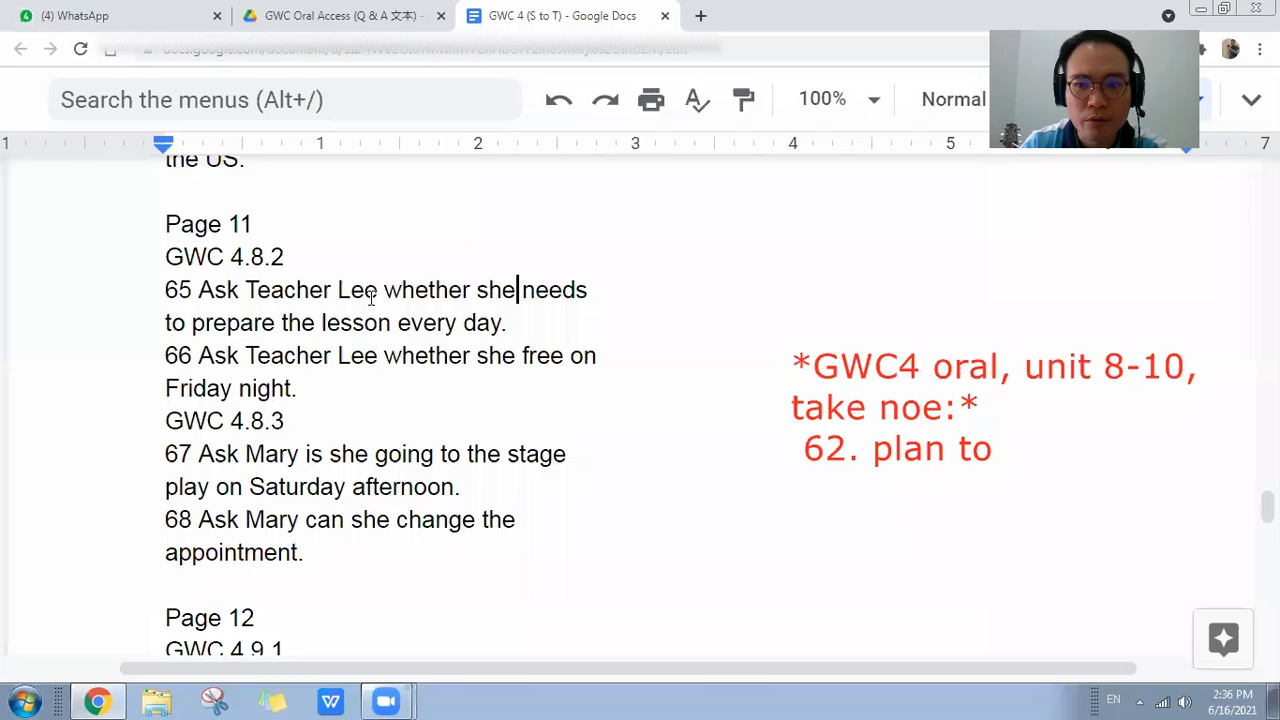 (4) WhatsApp
GWC Oral Access (Q & A 文本) -
GWC 4 (S to T) - Google Docs
Search the menus (Alt+/)
100%
Normal
1 1 2 3 4 5 7
the US.
Page 11
GWC 4.8.2
65 Ask Teacher Lee whether she needs
to prepare the lesson every day.
66 Ask Teacher Lee whether she free on
Friday night.
GWC 4.8.3
67 Ask Mary is she going to the stage
play on Saturday afternoon.
68 Ask Mary can she change the
appointment.
Page 12
GWC 4.9.1
*GWC4 oral, unit 8-10,
take noe:*
62. plan to
EN
2:36 PM
6/16/2021